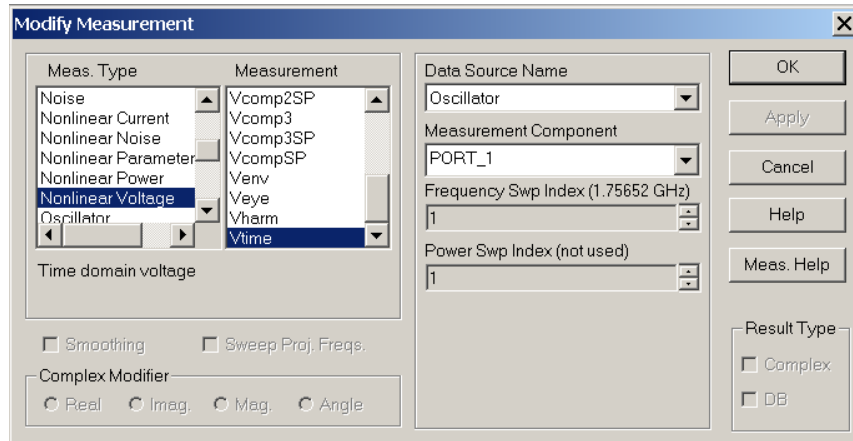 Modify Measurement
Meas. Type
Measurement
Noise
Nonlinear Current
Nonlinear Noise
Nonlinear Parameter
Nonlinear Power
Nonlinear Voltage
Oscillator
Vcomp2SP
Vcomp3
Vcomp3SP
VcompSP
Venv
Veye
Vharm
Vtime
Time domain voltage
Smoothing
Sweep Proj. Freqs.
Complex Modifier
Real
Imag.
Mag.
Angle
Data Source Name
Oscillator
Measurement Component
PORT_1
Frequency Swp Index (1.75652 GHz)
1
Power Swp Index (not used)
1
OK
Apply
Cancel
Help
Meas. Help
Result Type
Complex
DB